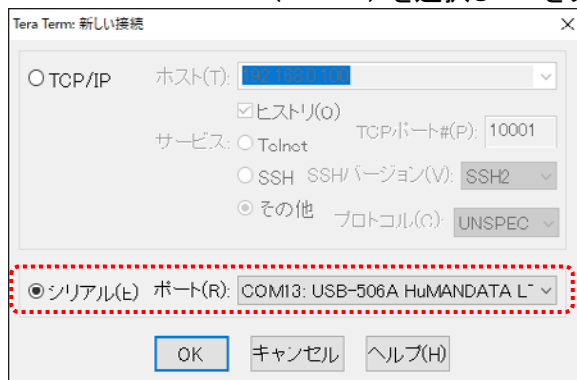 Tera Term: 新しい接続
TCP/IP ホスト(T): 192.168.0.100
ヒストリ(O)
サービス: Telnet TCPポート#(P): 10001
SSH SSHバージョン(V): SSH2
その他 プロトコル(C): UNSPEC
シリアル(E) ポート(R): COM13: USB-506A HuMANDATA L
OK キャンセル ヘルプ(H)